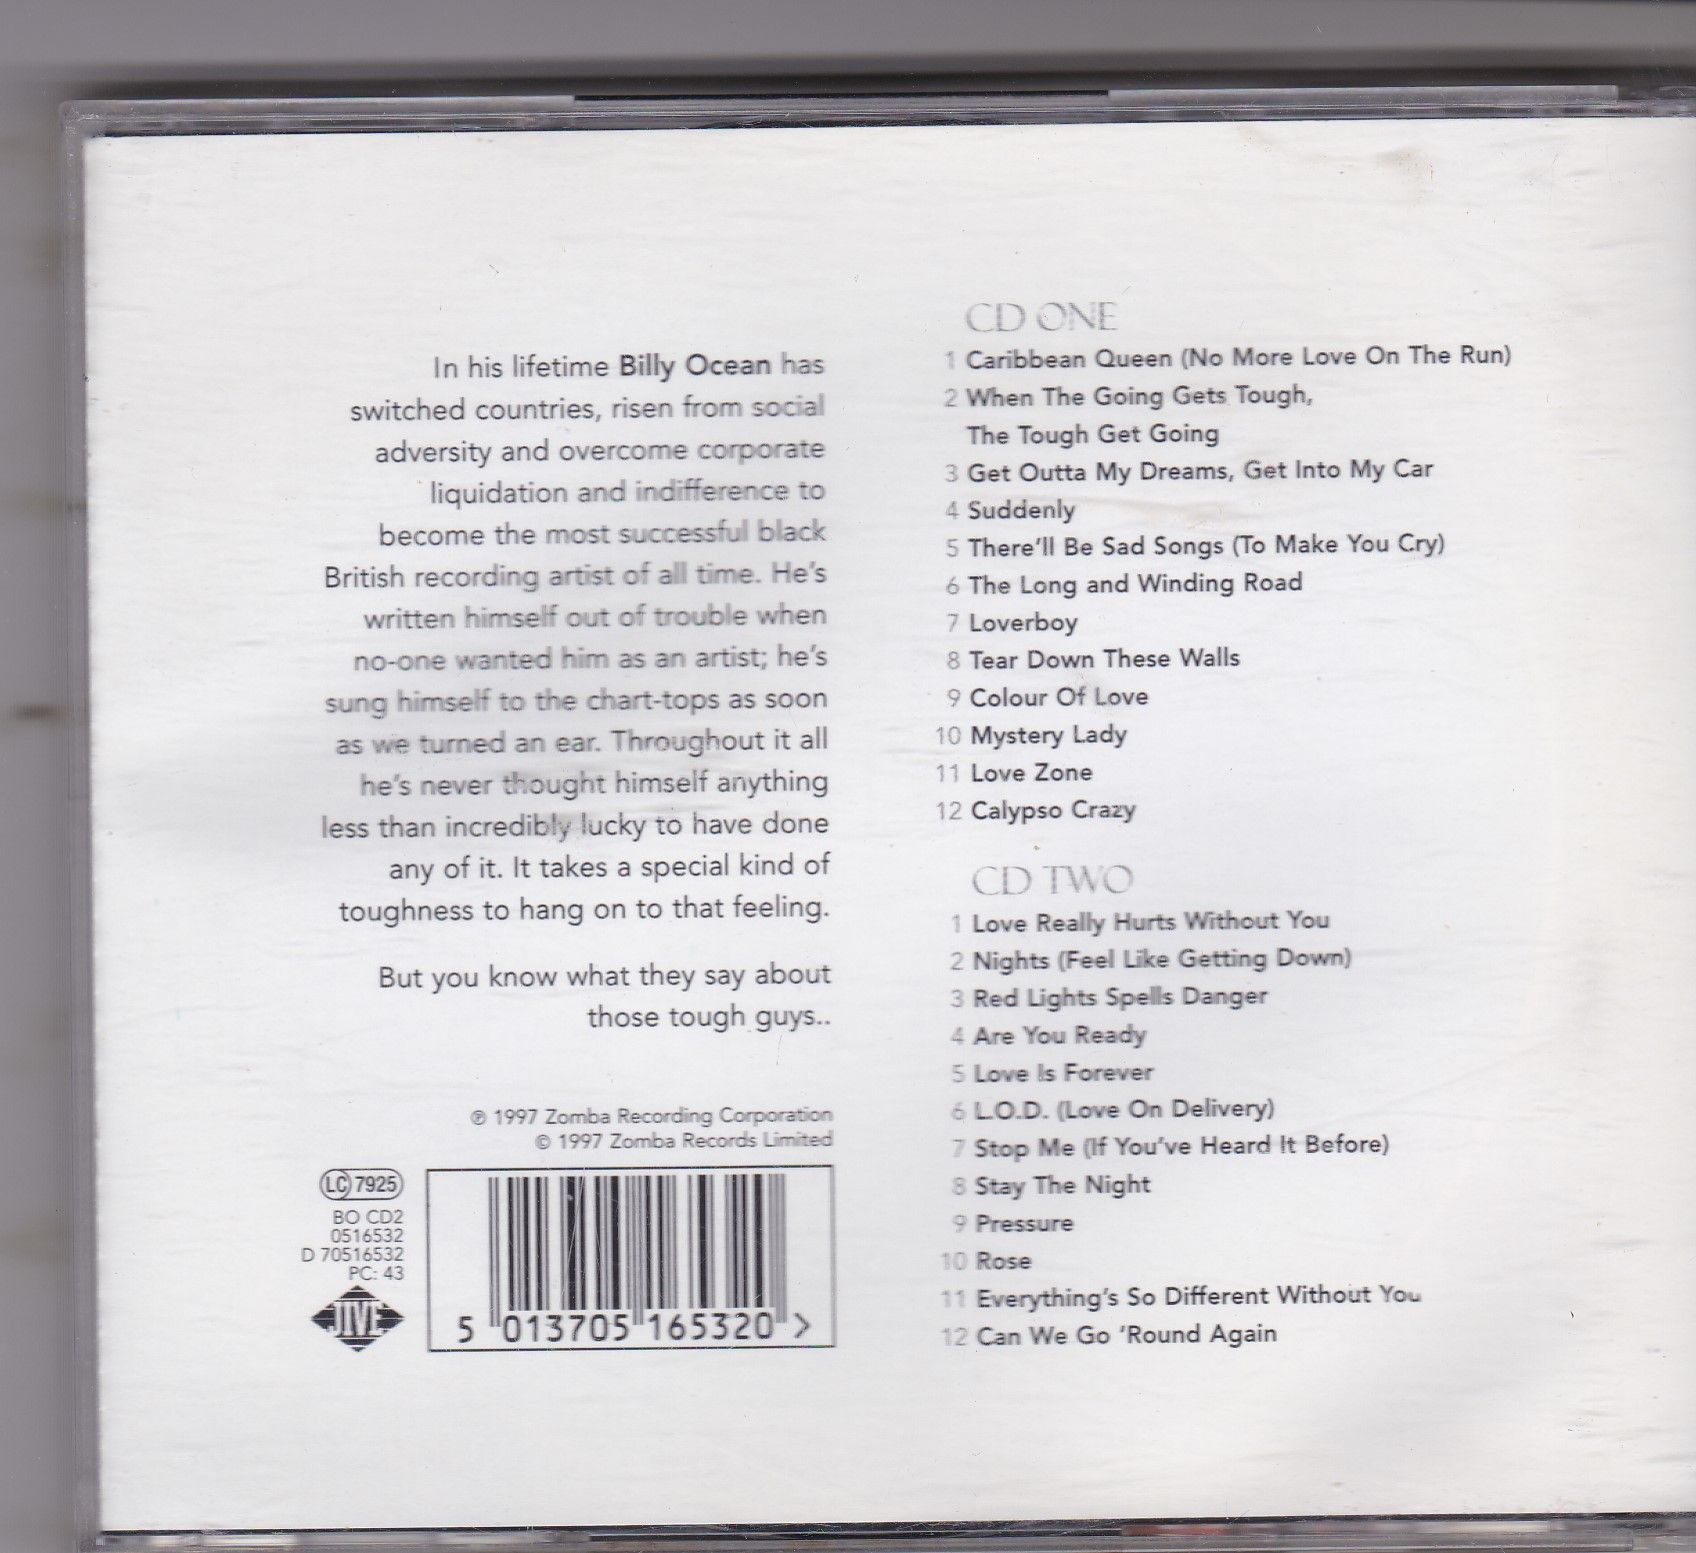 In his lifetime Billy Ocean has
switched countries, risen from social
adversity and overcome corporate
liquidation and indifference to
become the most successful black
British recording artist of all time. He's
written himself out of trouble when
no-one wanted him as an artist; he's
sung himself to the chart-tops as soon
as we turned an ear. Throughout it all
he's never thought himself anything
less than incredibly lucky to have done
any of it. It takes a special kind of
toughness to hang on to that feeling.
But you know what they say about
those tough guys..
℗ 1997 Zomba Recording Corporation
© 1997 Zomba Records Limited
LC 7925
BO CD2
0516532
D 70516532
PC: 43
JIVE
5 013705 165320 >
CD ONE
1 Caribbean Queen (No More Love On The Run)
2 When The Going Gets Tough,
The Tough Get Going
3 Get Outta My Dreams, Get Into My Car
4 Suddenly
5 There'll Be Sad Songs (To Make You Cry)
6 The Long and Winding Road
7 Loverboy
8 Tear Down These Walls
9 Colour Of Love
10 Mystery Lady
11 Love Zone
12 Calypso Crazy
CD TWO
1 Love Really Hurts Without You
2 Nights (Feel Like Getting Down)
3 Red Lights Spells Danger
4 Are You Ready
5 Love Is Forever
6 L.O.D. (Love On Delivery)
7 Stop Me (If You've Heard It Before)
8 Stay The Night
9 Pressure
10 Rose
11 Everything's So Different Without You
12 Can We Go 'Round Again